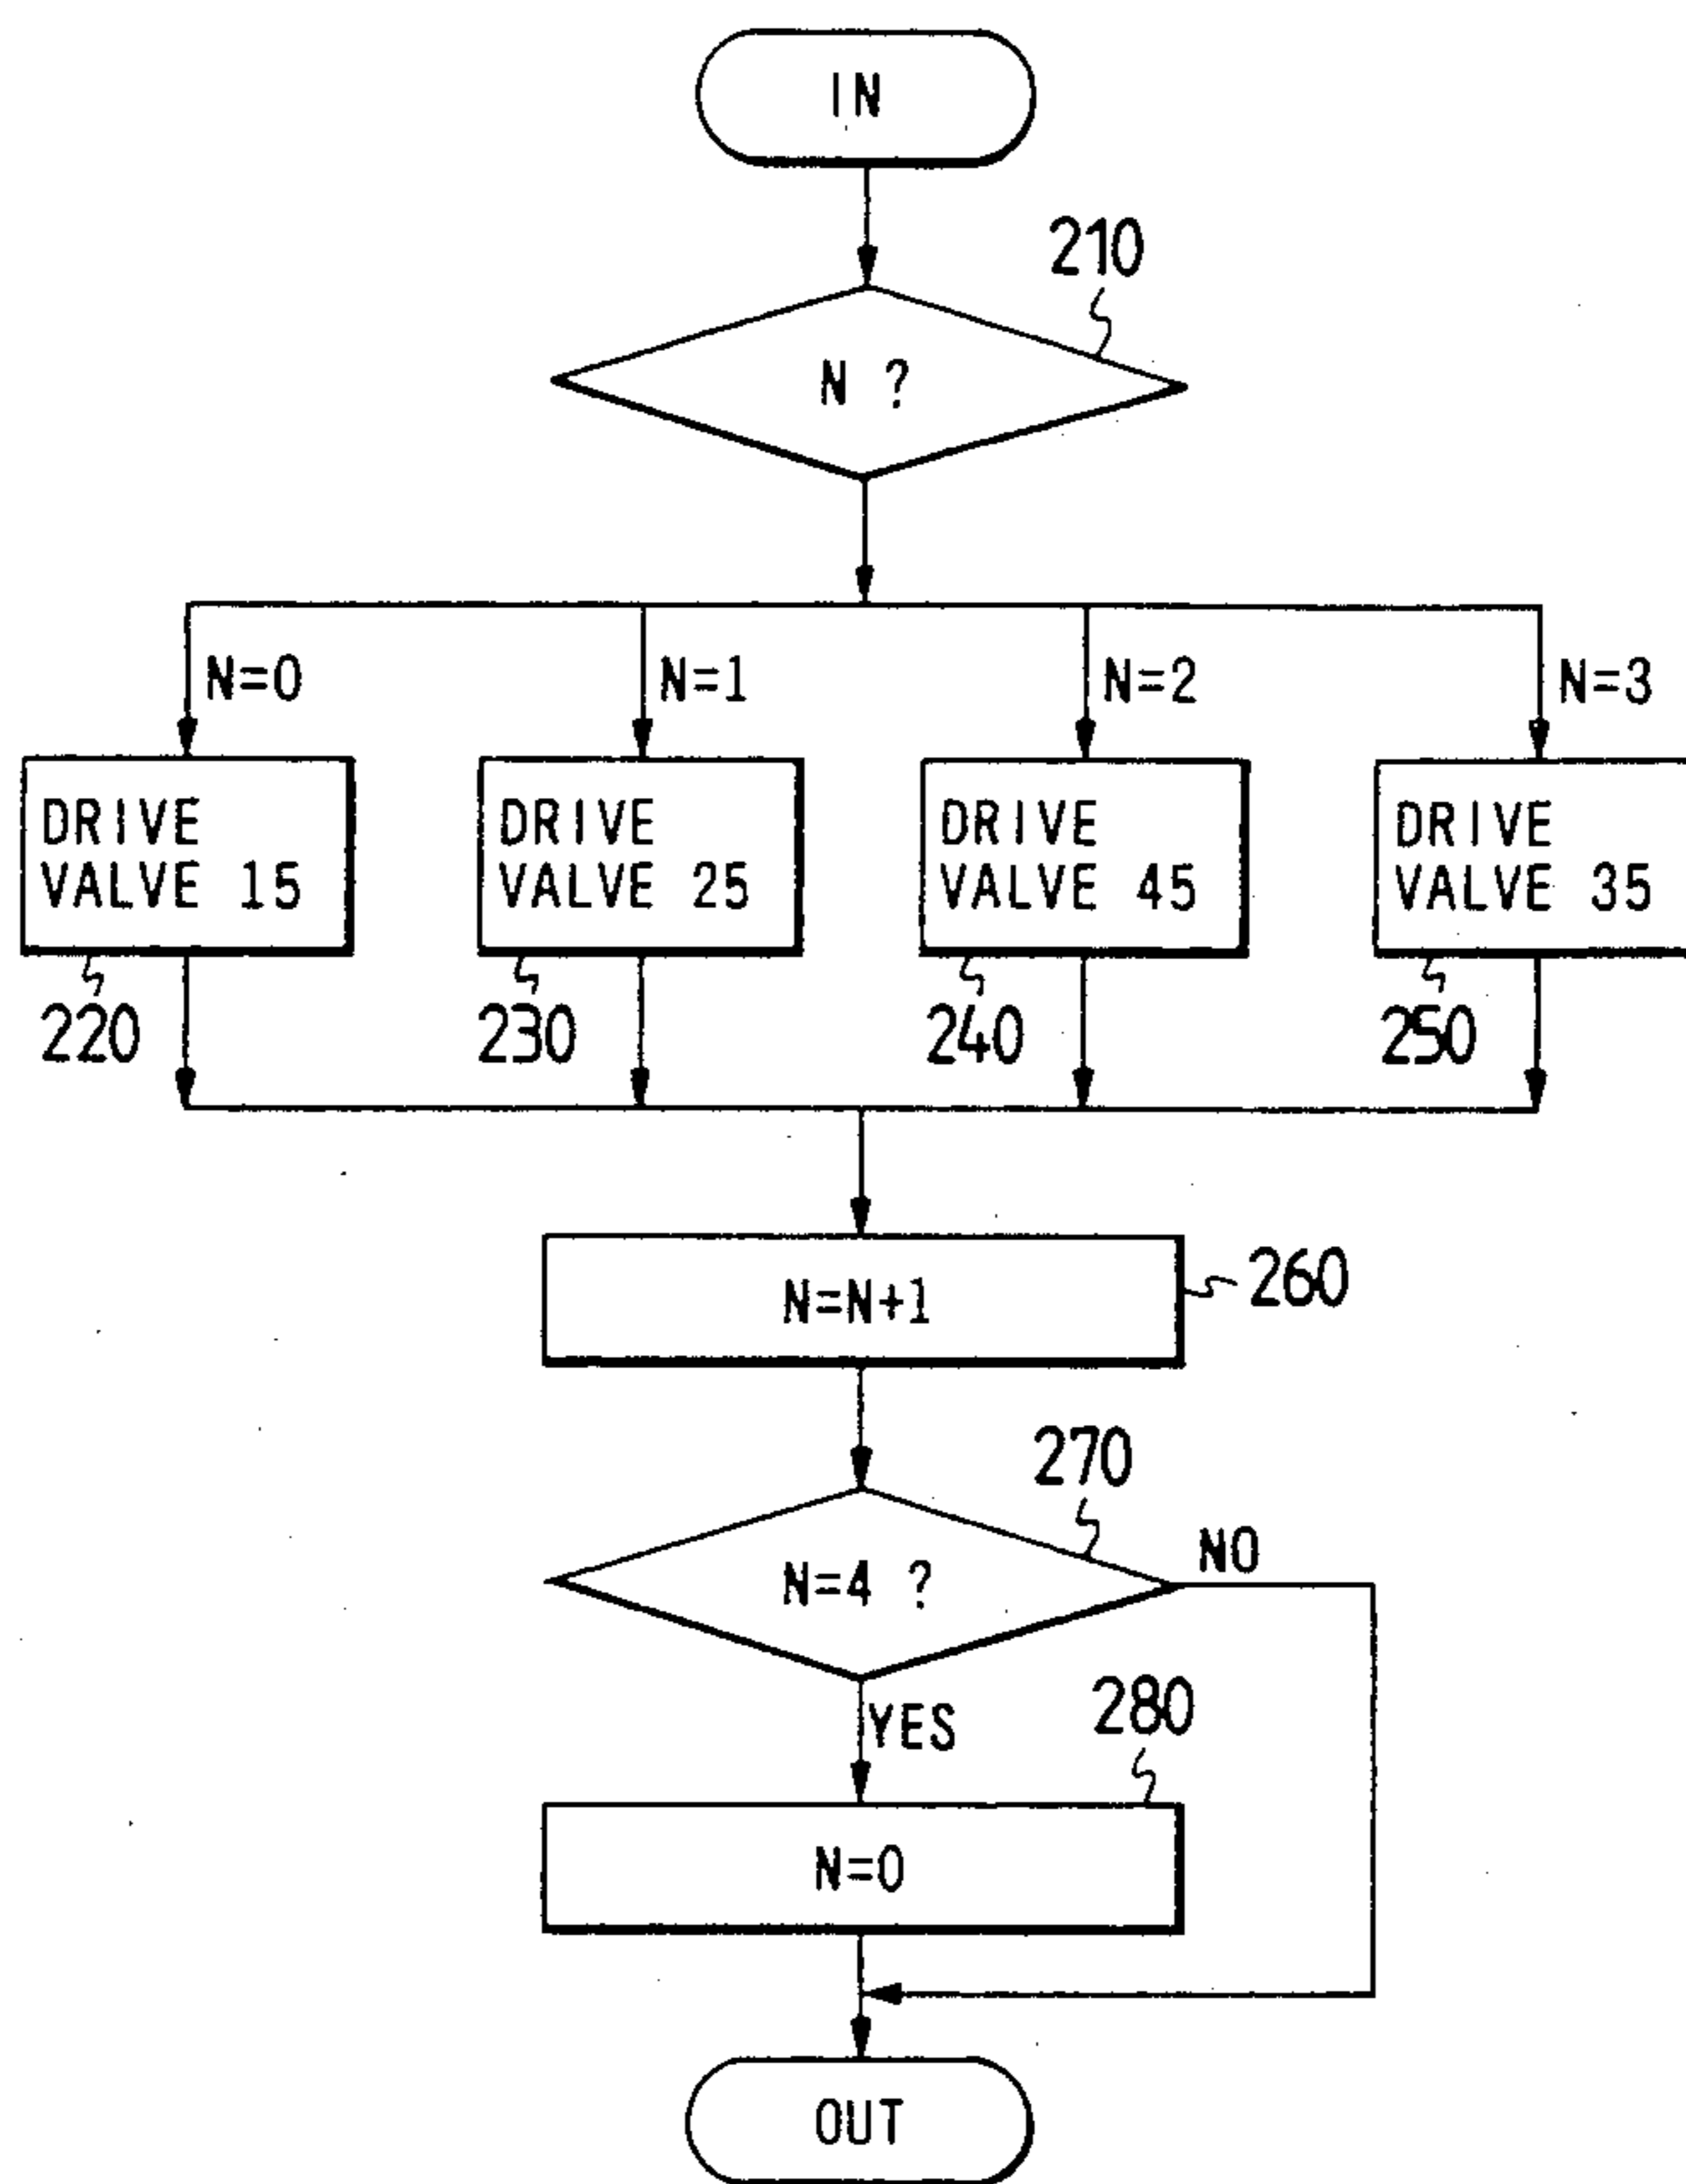 IN
210
N ?
N=0
N=1
N=2
N=3
DRIVE
VALVE 15
DRIVE
VALVE 25
DRIVE
VALVE 45
DRIVE
VALVE 35
220
230
240
250
N=N+1
260
270
N=4 ?
NO
YES
280
N=0
OUT